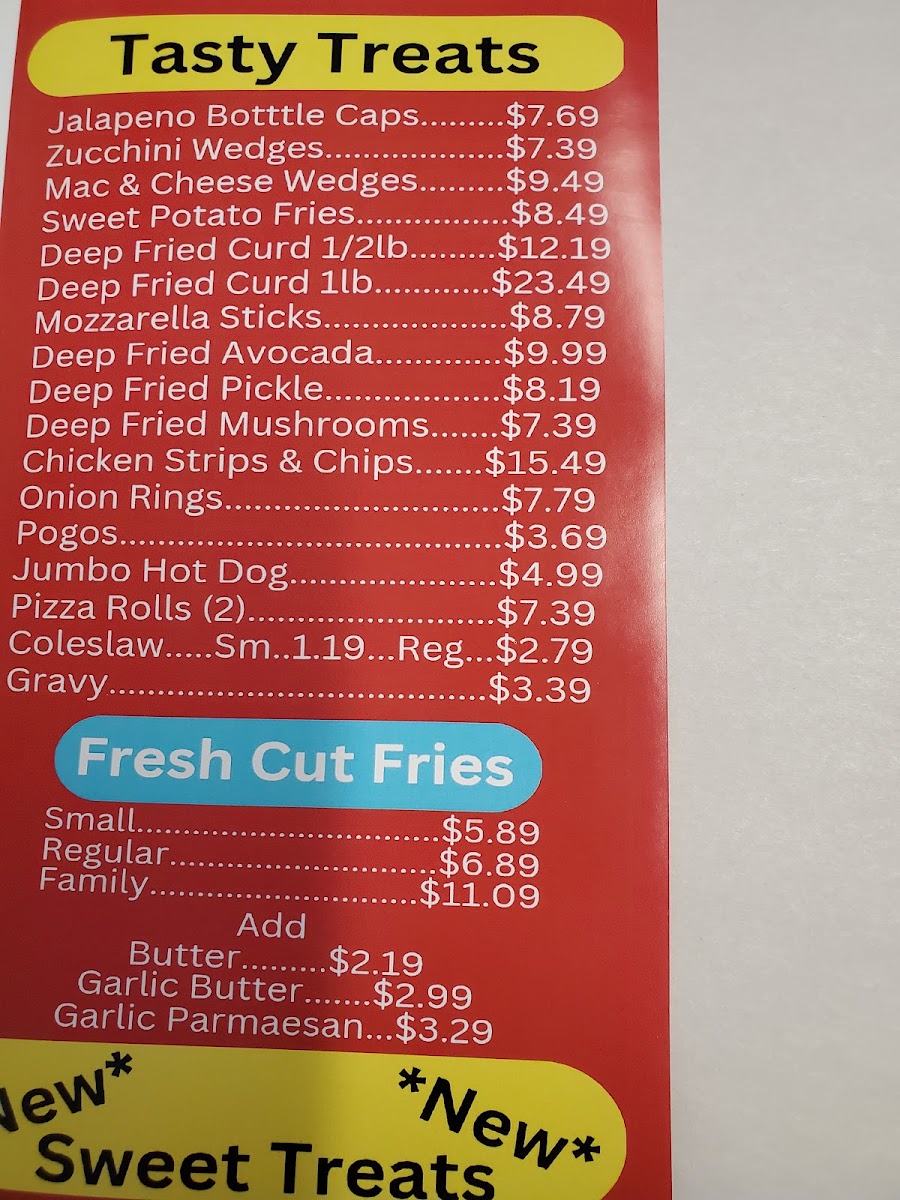 Tasty Treats
Jalapeno Botttle Caps.........$7.69
Zucchini Wedges...................$7.39
Mac & Cheese Wedges.........$9.49
Sweet Potato Fries.................$8.49
Deep Fried Curd 1/2lb.........$12.19
Deep Fried Curd 1lb............$23.49
Mozzarella Sticks....................$8.79
Deep Fried Avocada.............$9.99
Deep Fried Pickle...................$8.19
Deep Fried Mushrooms.......$7.39
Chicken Strips & Chips.......$15.49
Onion Rings.............................$7.79
Pogos.........................................$3.69
Jumbo Hot Dog......................$4.99
Pizza Rolls (2)..........................$7.39
Coleslaw.....Sm..1.19...Reg...$2.79
Gravy........................................$3.39
Fresh Cut Fries
Small................................$5.89
Regular............................$6.89
Family............................$11.09
Add
Butter.........$2.19
Garlic Butter.......$2.99
Garlic Parmaesan...$3.29
New* *New*
Sweet Treats